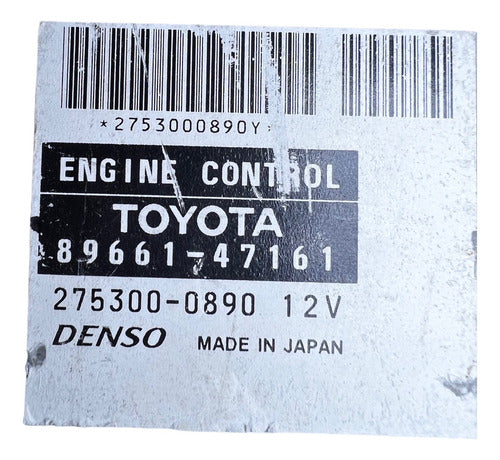 *2753000890Y*
ENGINE CONTROL
TOYOTA
89661-47161
275300-0890 12V
DENSO MADE IN JAPAN